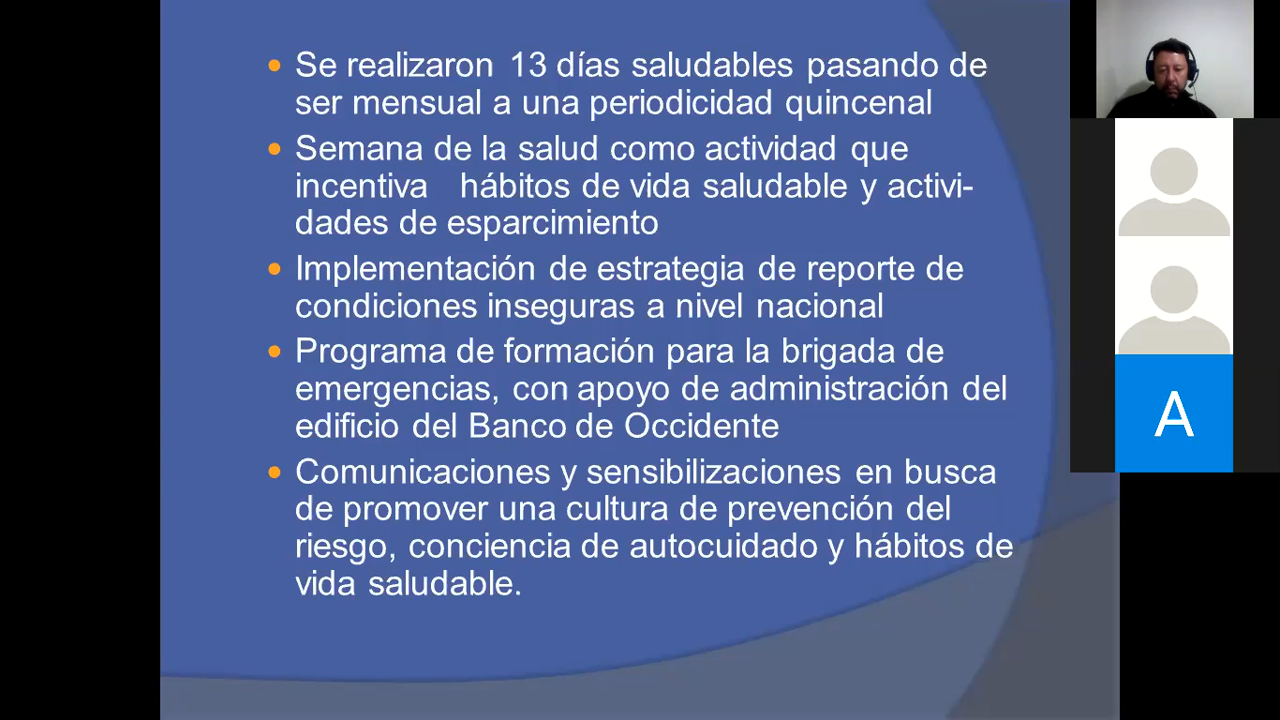 Se realizaron 13 días saludables pasando de
ser mensual a una periodicidad quincenal
Semana de la salud como actividad que
incentiva hábitos de vida saludable y activi-
dades de esparcimiento
Implementación de estrategia de reporte de
condiciones inseguras a nivel nacional
Programa de formación para la brigada de
emergencias, con apoyo de administración del
edificio del Banco de Occidente
Comunicaciones y sensibilizaciones en busca
de promover una cultura de prevención del
riesgo, conciencia de autocuidado y hábitos de
vida saludable.
A